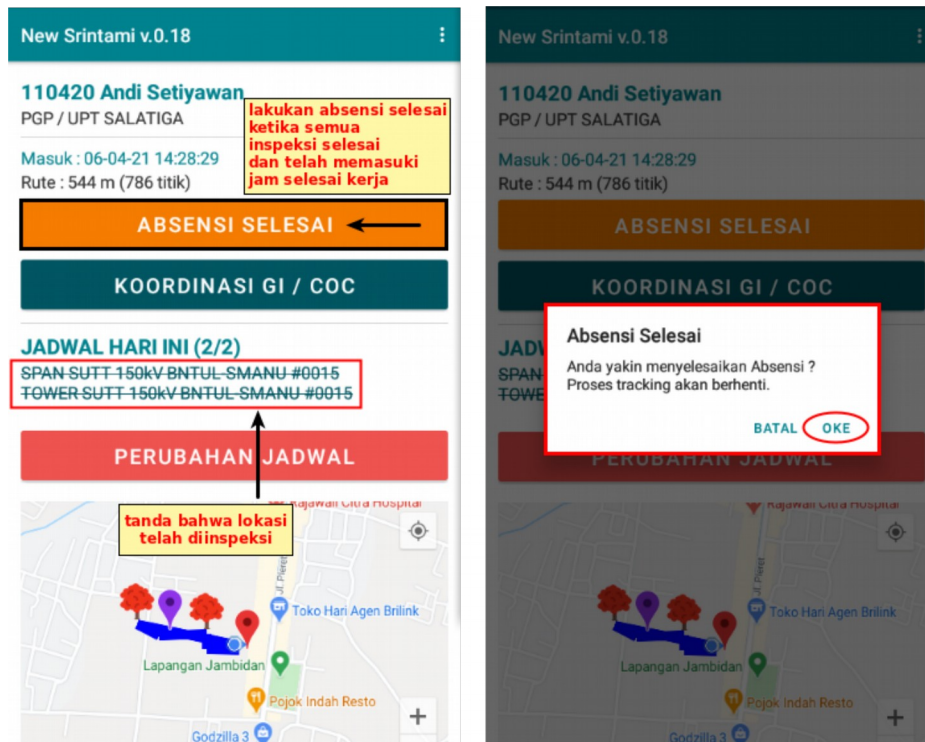 New Srintami v.0.18
110420 Andi Setiyawan
PGP / UPT SALATIGA
lakukan absensi selesai
ketika semua
inspeksi selesai
dan telah memasuki
jam selesai kerja
Masuk : 06-04-21 14:28:29
Rute : 544 m (786 titik)
ABSENSI SELESAI
KOORDINASI GI / COC
JADWAL HARI INI (2/2)
SPAN SUTT 150kV BNTUL-SMANU #0015
TOWER SUTT 150kV BNTUL-SMANU #0015
PERUBAHAN JADWAL
Rajawali Citra Hospital
tanda bahwa lokasi
telah diinspeksi
Jl. Pleret
Toko Hari Agen Brilink
Lapangan Jambidan
Pojok Indah Resto
Godzilla 3
+
New Srintami v.0.18
110420 Andi Setiyawan
PGP / UPT SALATIGA
Masuk : 06-04-21 14:28:29
Rute : 544 m (786 titik)
ABSENSI SELESAI
KOORDINASI GI / COC
JADW
SPAN
TOWE
Absensi Selesai
Anda yakin menyelesaikan Absensi ?
Proses tracking akan berhenti.
BATAL OKE
PERUBAHAN JADWAL
Rajawali Citra Hospital
Jl. Pleret
Toko Hari Agen Brilink
Lapangan Jambidan
Pojok Indah Resto
Godzilla 3
+